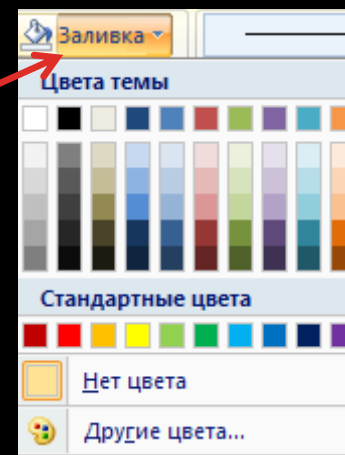 Заливка
Цвета темы
Стандартные цвета
Нет цвета
Другие цвета...